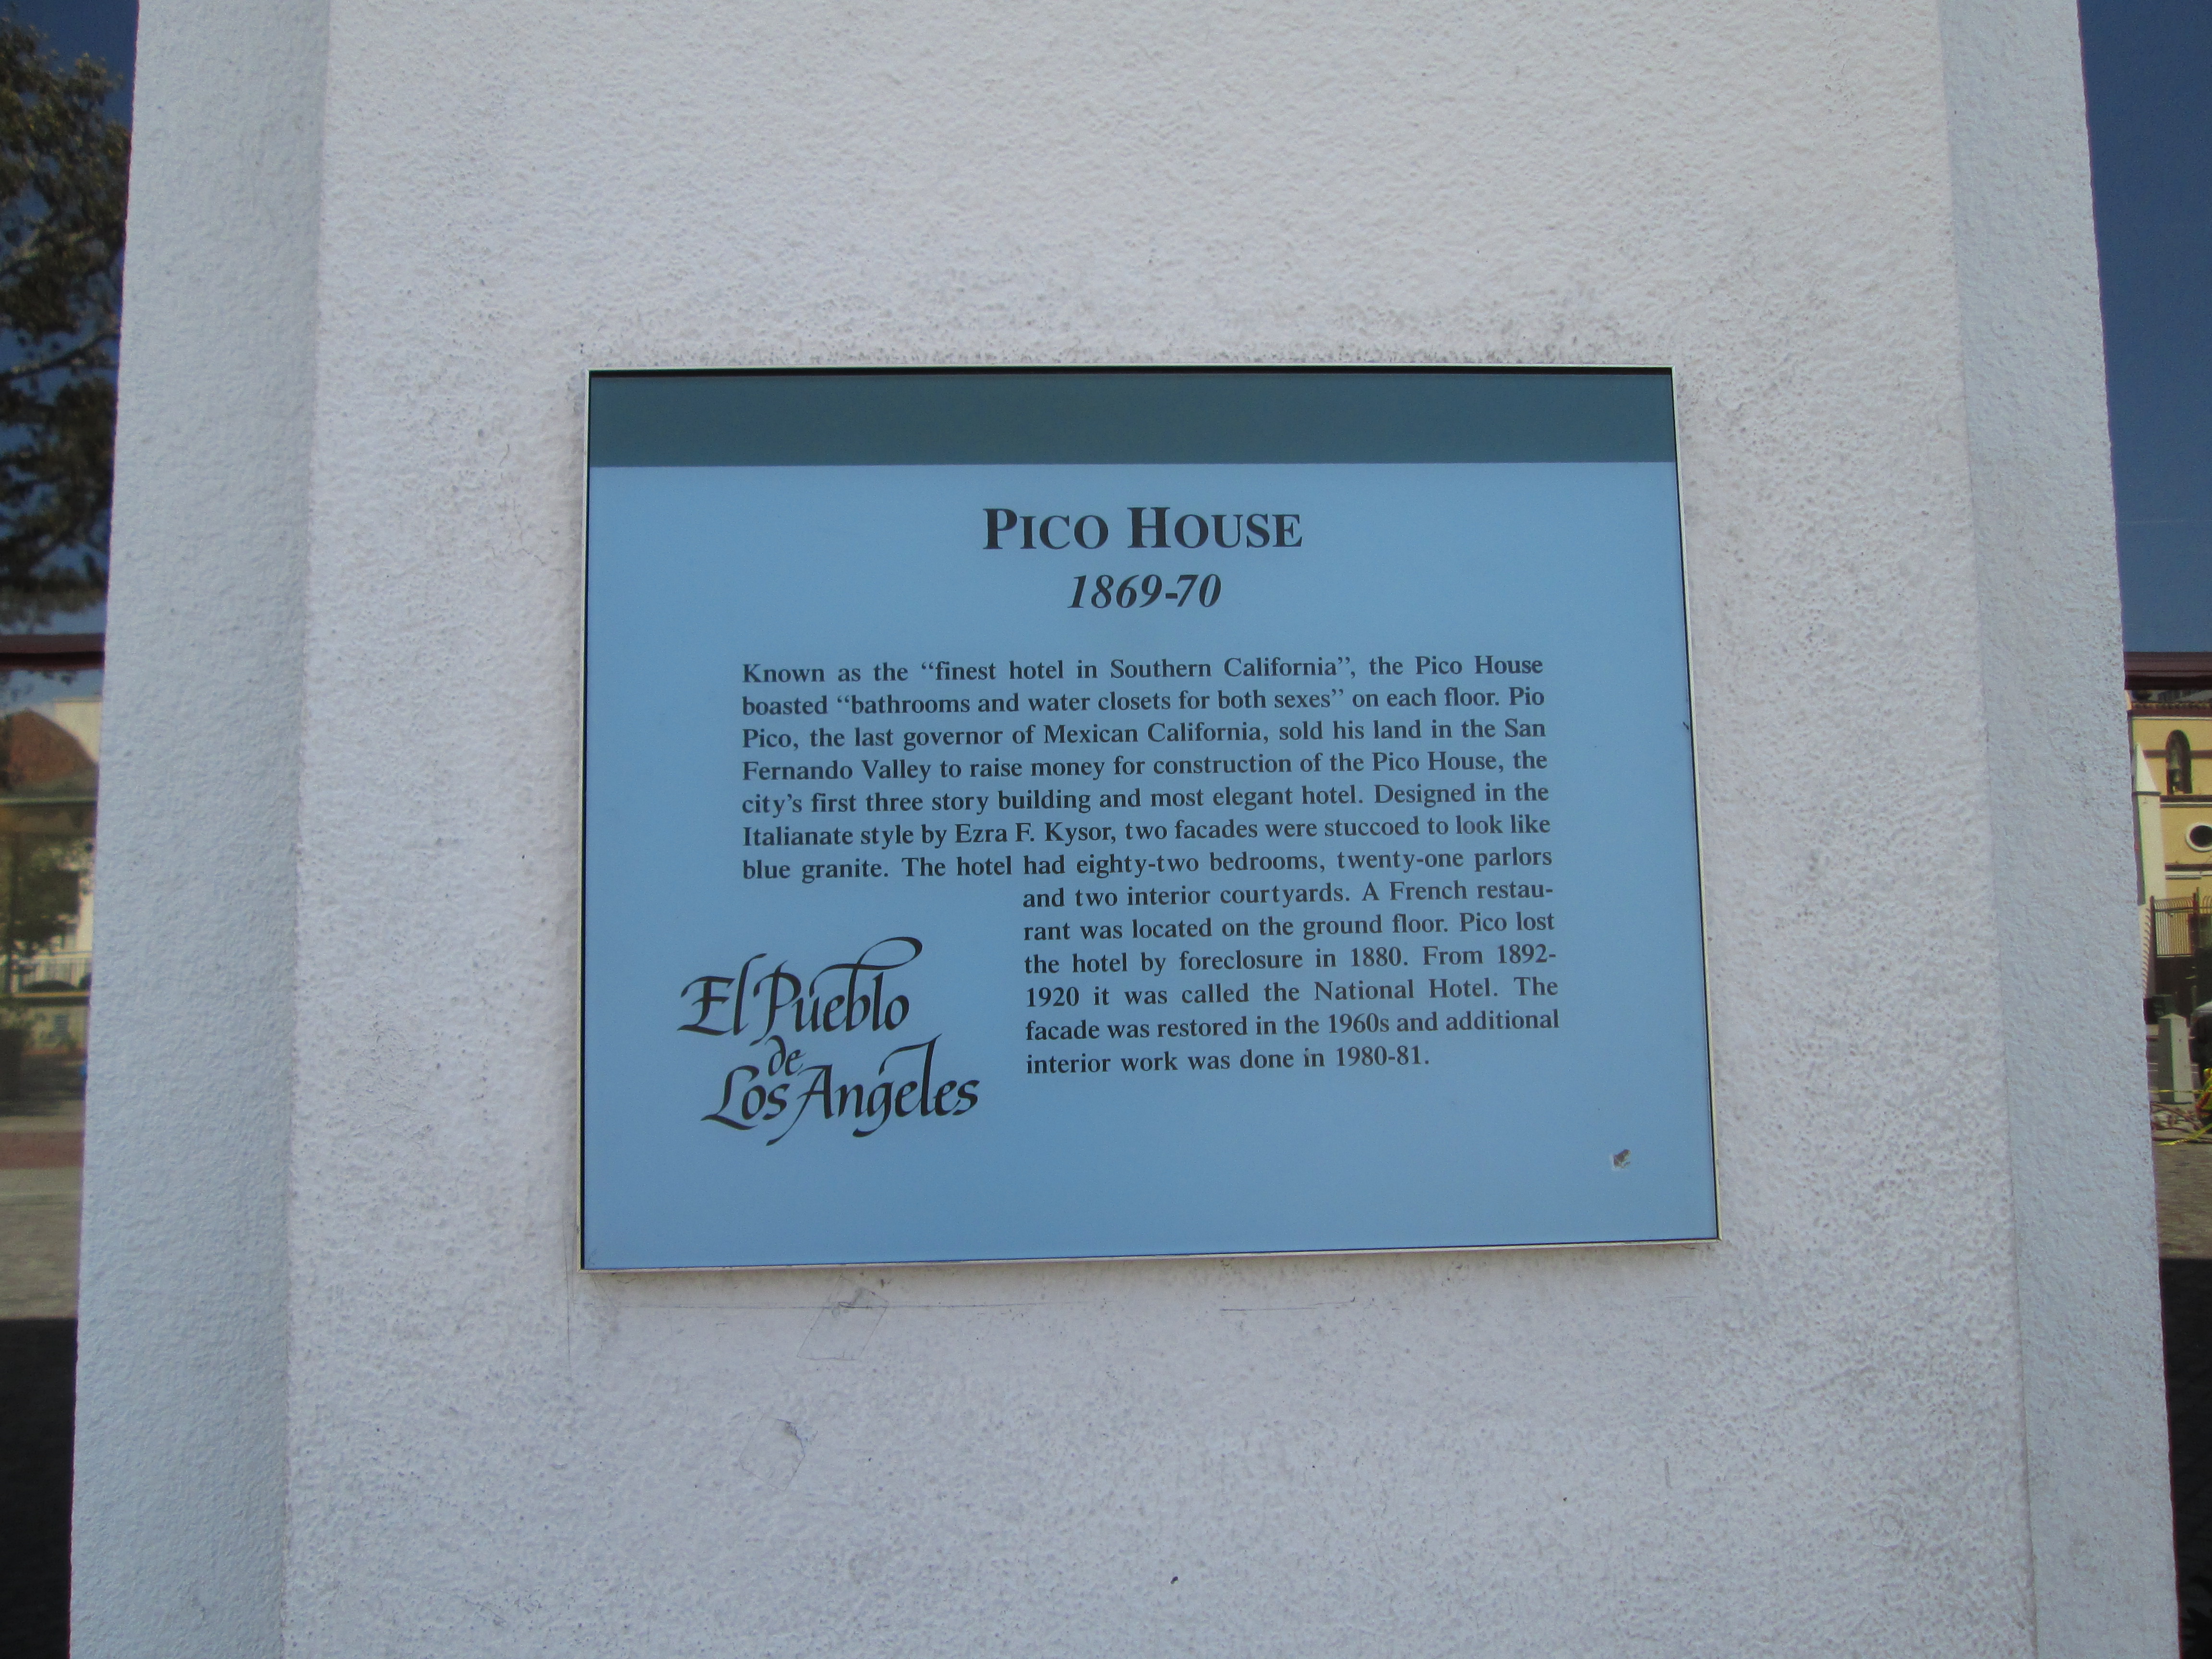 PICO HOUSE
1869-70
Known as the “finest hotel in Southern California”, the Pico House
boasted “bathrooms and water closets for both sexes” on each floor. Pio
Pico, the last governor of Mexican California, sold his land in the San
Fernando Valley to raise money for construction of the Pico House, the
city’s first three story building and most elegant hotel. Designed in the
Italianate style by Ezra F. Kysor, two facades were stuccoed to look like
blue granite. The hotel had eighty-two bedrooms, twenty-one parlors
and two interior courtyards. A French restau-
rant was located on the ground floor. Pico lost
the hotel by foreclosure in 1880. From 1892-
1920 it was called the National Hotel. The
facade was restored in the 1960s and additional
interior work was done in 1980-81.
El Pueblo
de
Los Angeles